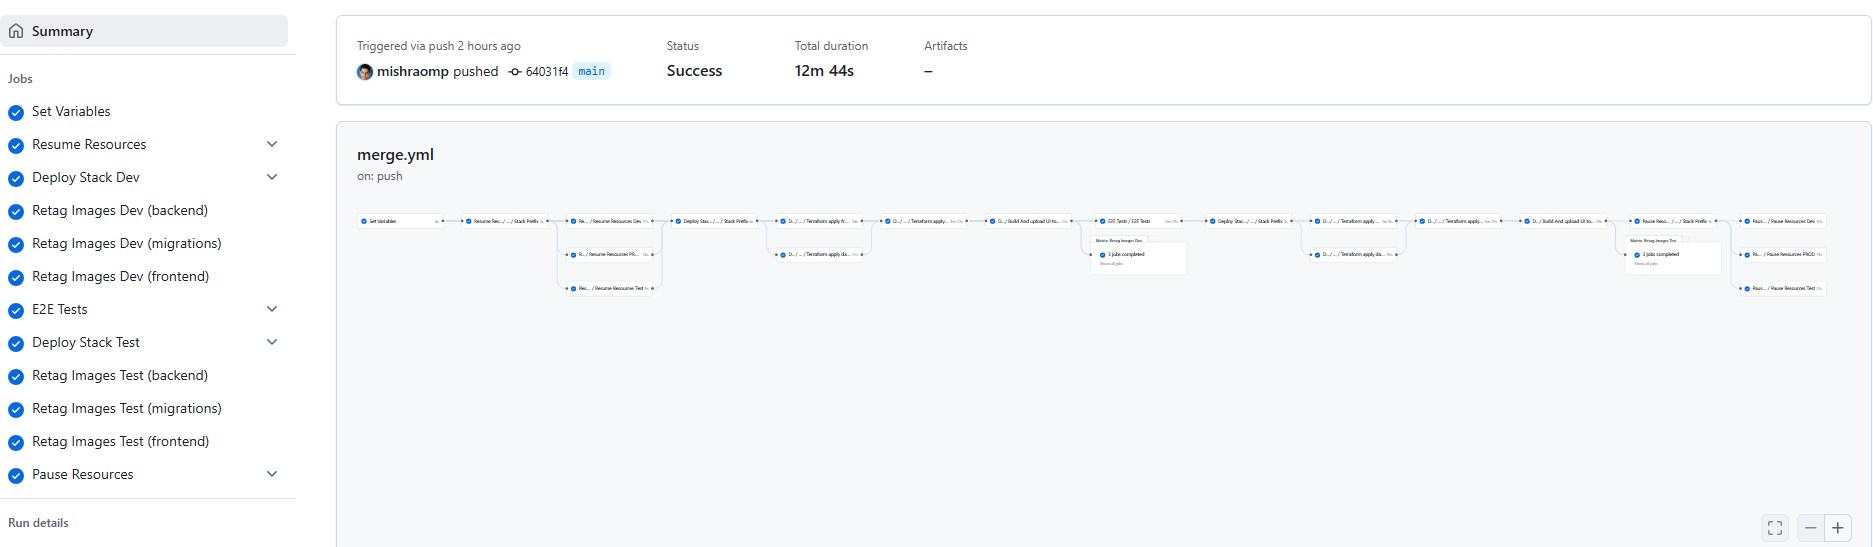 Summary
Jobs
Set Variables
Resume Resources
Deploy Stack Dev
Retag Images Dev (backend)
Retag Images Dev (migrations)
Retag Images Dev (frontend)
E2E Tests
Deploy Stack Test
Retag Images Test (backend)
Retag Images Test (migrations)
Retag Images Test (frontend)
Pause Resources
Run details
Triggered via push 2 hours ago
mishraomp pushed 64031f4 main
Status
Success
Total duration
12m 44s
Artifacts
–
merge.yml
on: push
Set Variables
Resume Res.../ ... / Stack Prefix
Re... / Resume Resources Dev
R.../ Resume Resources PR...
Res... / Resume Resources Test
Deploy Stac... / ... / Stack Prefix
D.../ ... / Terraform apply fr...
D.../ ... / Terraform apply da...
D.../ ... / Terraform apply...
D.../ Build And upload UI to...
E2E Tests / E2E Tests
Matrix: Retag Images Dev
3 jobs completed
Show all jobs
Deploy Stac... / ... / Stack Prefix
D.../ ... / Terraform apply ...
D.../ ... / Terraform apply da...
D.../ ... / Terraform apply...
D.../ Build And upload UI to...
Pause Reso... / ... / Stack Prefix
Matrix: Retag Images Test
3 jobs completed
Show all jobs
Paus... / Pause Resources Dev
Pa... / Pause Resources PROD
Paus... / Pause Resources Test